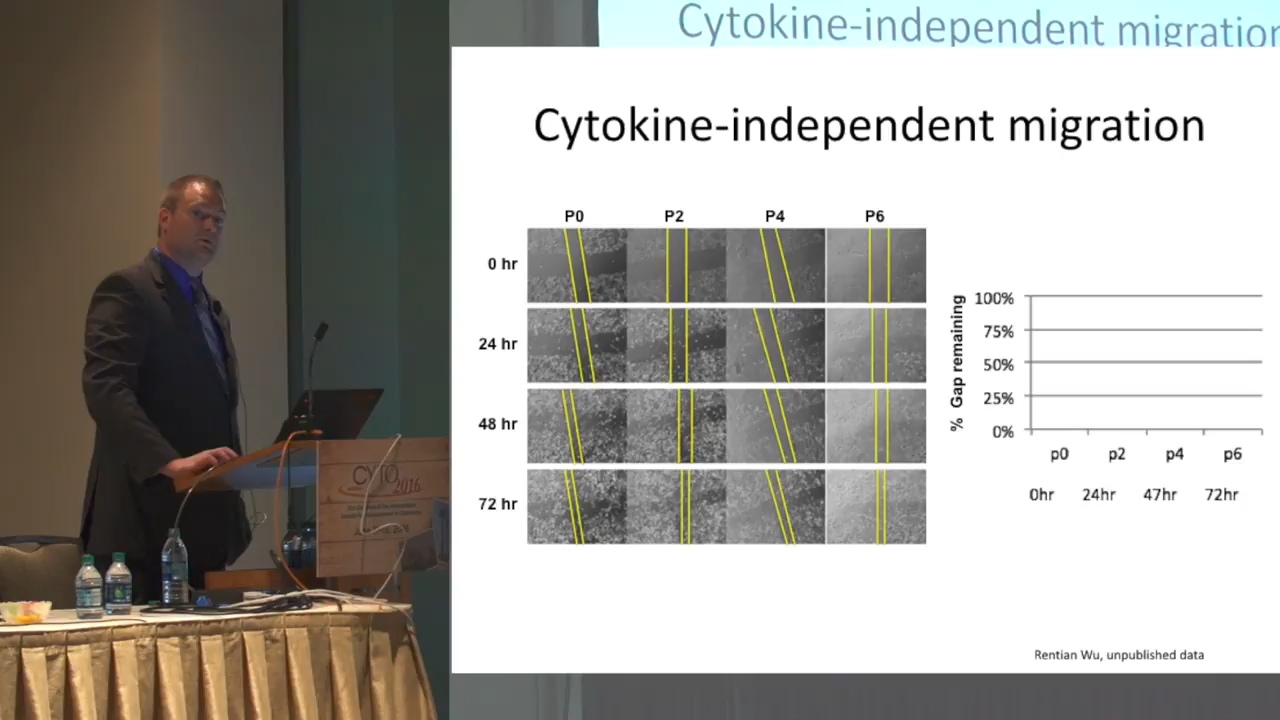 Cytokine-independent migration
Cytokine-independent migration
P0 P2 P4 P6
0 hr
24 hr
48 hr
72 hr
% Gap remaining
100%
75%
50%
25%
0%
p0 p2 p4 p6
0hr 24hr 47hr 72hr
Rentian Wu, unpublished data
CYTO
2016